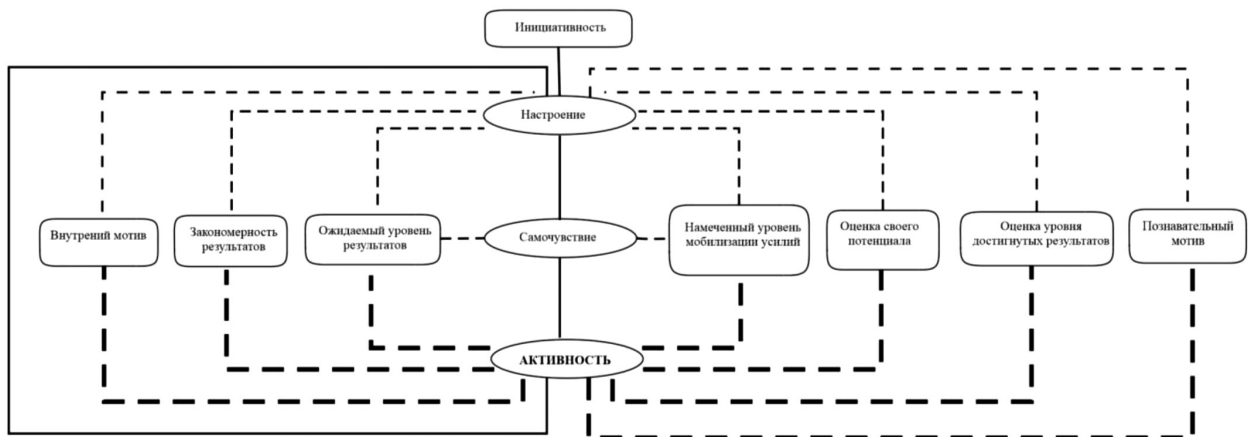 Инициативность
Настроение
Внутрений мотив
Закономерность
результатов
Ожидаемый уровень
результатов
Самочувствие
Намеченный уровень
мобилизации усилий
Оценка своего
потенциала
Оценка уровня
достигнутых результатов
Познавательный
мотив
АКТИВНОСТЬ